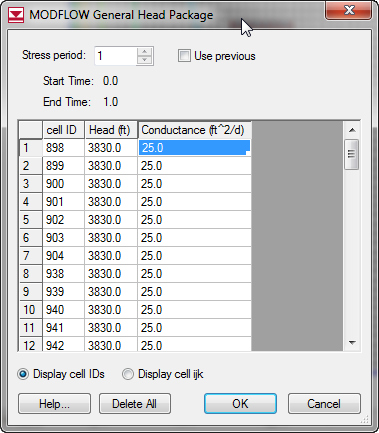 MODFLOW General Head Package
Stress period: 1 Use previous
Start Time: 0.0
End Time: 1.0
cell ID Head (ft) Conductance (ft^2/d)
1 898 3830.0 25.0
2 899 3830.0 25.0
3 900 3830.0 25.0
4 901 3830.0 25.0
5 902 3830.0 25.0
6 903 3830.0 25.0
7 904 3830.0 25.0
8 938 3830.0 25.0
9 939 3830.0 25.0
10 940 3830.0 25.0
11 941 3830.0 25.0
12 942 3830.0 25.0
Display cell IDs Display cell ijk
Help... Delete All OK Cancel